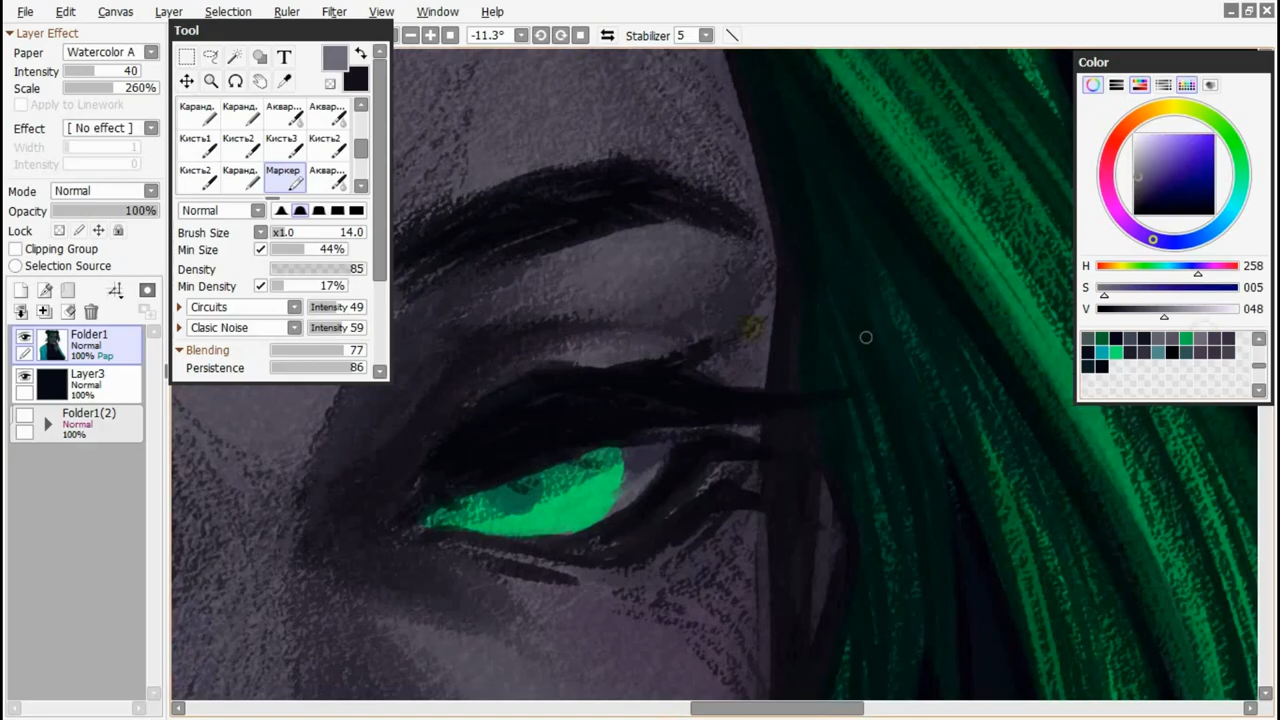 File Edit Canvas Layer Selection Ruler Filter View Window Help
Layer Effect
Paper Watercolor A
Intensity 40
Scale 260%
Apply to Linework
Effect [ No effect ]
Width 1
Intensity 0
Mode Normal
Opacity 100%
Lock
Clipping Group
Selection Source
Folder1
Normal
100% Pap
Layer3
Normal
100%
Folder1(2)
Normal
100%
Tool
T
Каранд. Каранд. Аквар... Аквар...
Кисть1 Кисть2 Кисть3 Кисть2
Кисть2 Каранд. Маркер Аквар...
Normal
Brush Size x1.0 14.0
Min Size 44%
Density 85
Min Density 17%
Circuits Intensity 49
Clasic Noise Intensity 59
Blending 77
Persistence 86
-11.3° Stabilizer 5
Color
H 258
S 005
V 048